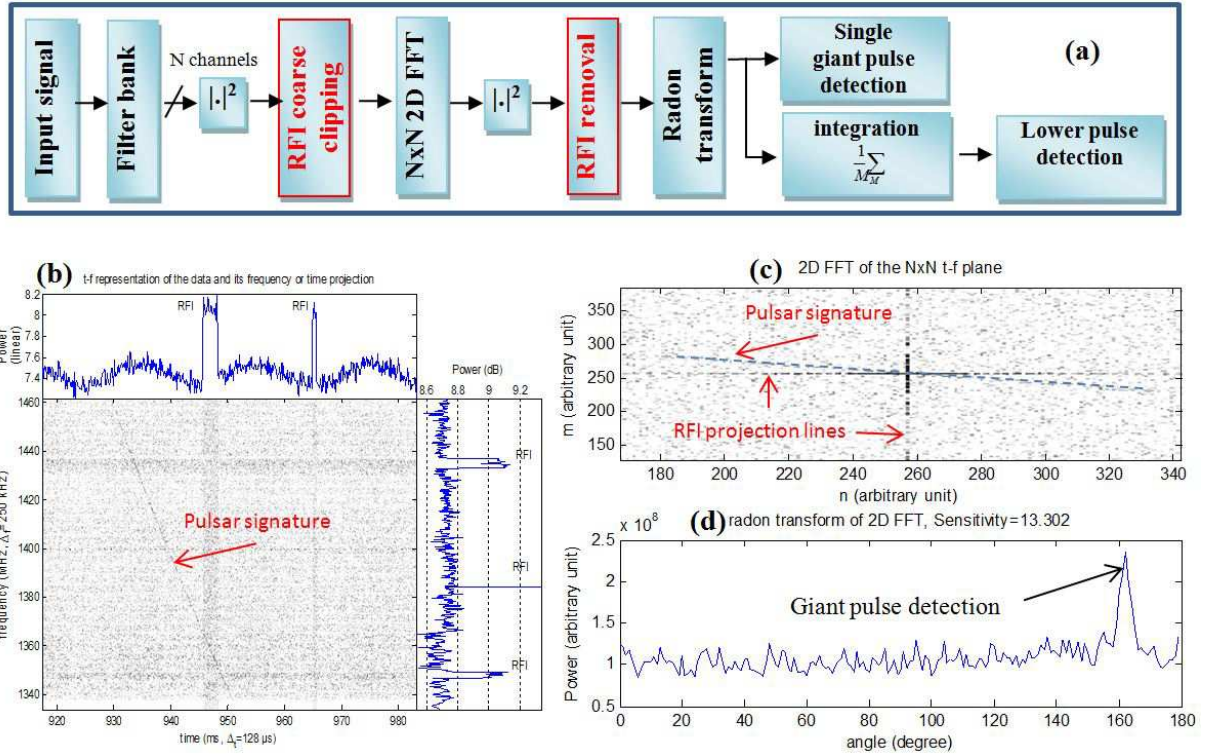 (a)
Input signal
Filter bank
N channels
|.|²
RFI coarse
clipping
NxN 2D FFT
|.|²
RFI removal
Radon
transform
Single
giant pulse
detection
integration
1/M ∑ M
Lower pulse
detection
(b)
t-f representation of the data and its frequency or time projection
8.2
8
7.8
7.6
7.4
Power
(linear)
RFI
RFI
Power (dB)
8.6 8.8 9 9.2
1460
1440
1420
1400
1380
1360
1340
Pulsar signature
RFI
RFI
RFI
920 930 940 950 960 970 980
time (ms, Δt=128 µs)
frequency (MHz, Δf=250 kHz)
(c) 2D FFT of the NxN t-f plane
350
300
250
200
150
m (arbitrary unit)
Pulsar signature
RFI projection lines
180 200 220 240 260 280 300 320 340
n (arbitrary unit)
(d) radon transform of 2D FFT, Sensitivity=13.302
x 10⁸
2.5
2
1.5
1
0.5
Power (arbitrary unit)
Giant pulse detection
0 20 40 60 80 100 120 140 160 180
angle (degree)